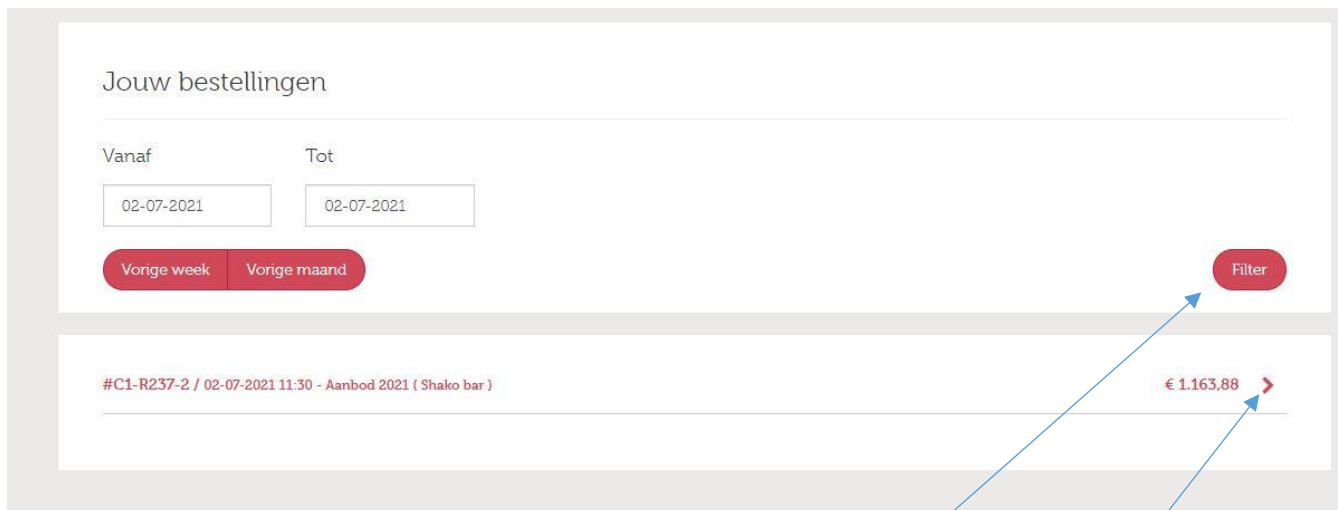 Jouw bestellingen
Vanaf Tot
02-07-2021 02-07-2021
Vorige week Vorige maand Filter
#C1-R237-2 / 02-07-2021 11:30 - Aanbod 2021 ( Shako bar ) € 1.163,88